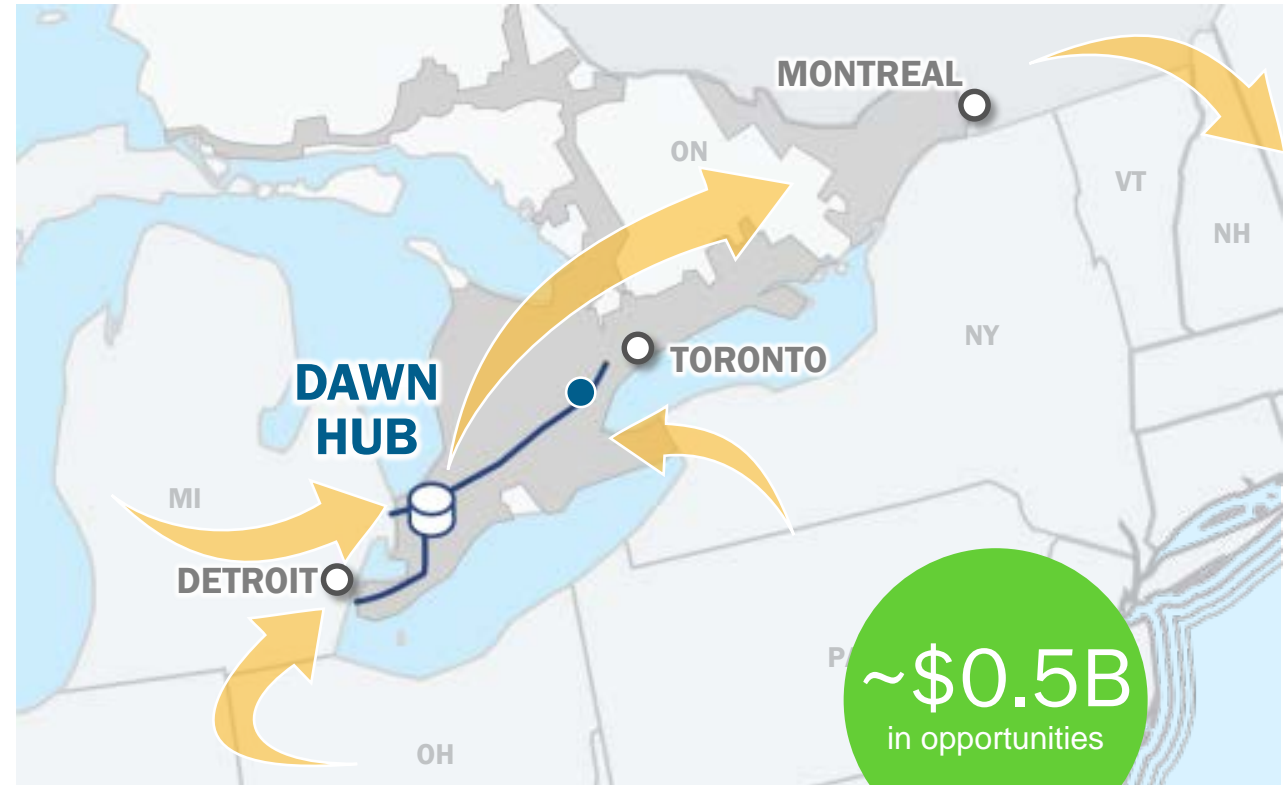 MONTREAL
ON
VT
NH
NY
TORONTO
DAWN
HUB
MI
DETROIT
OH
~$0.5B
in opportunities